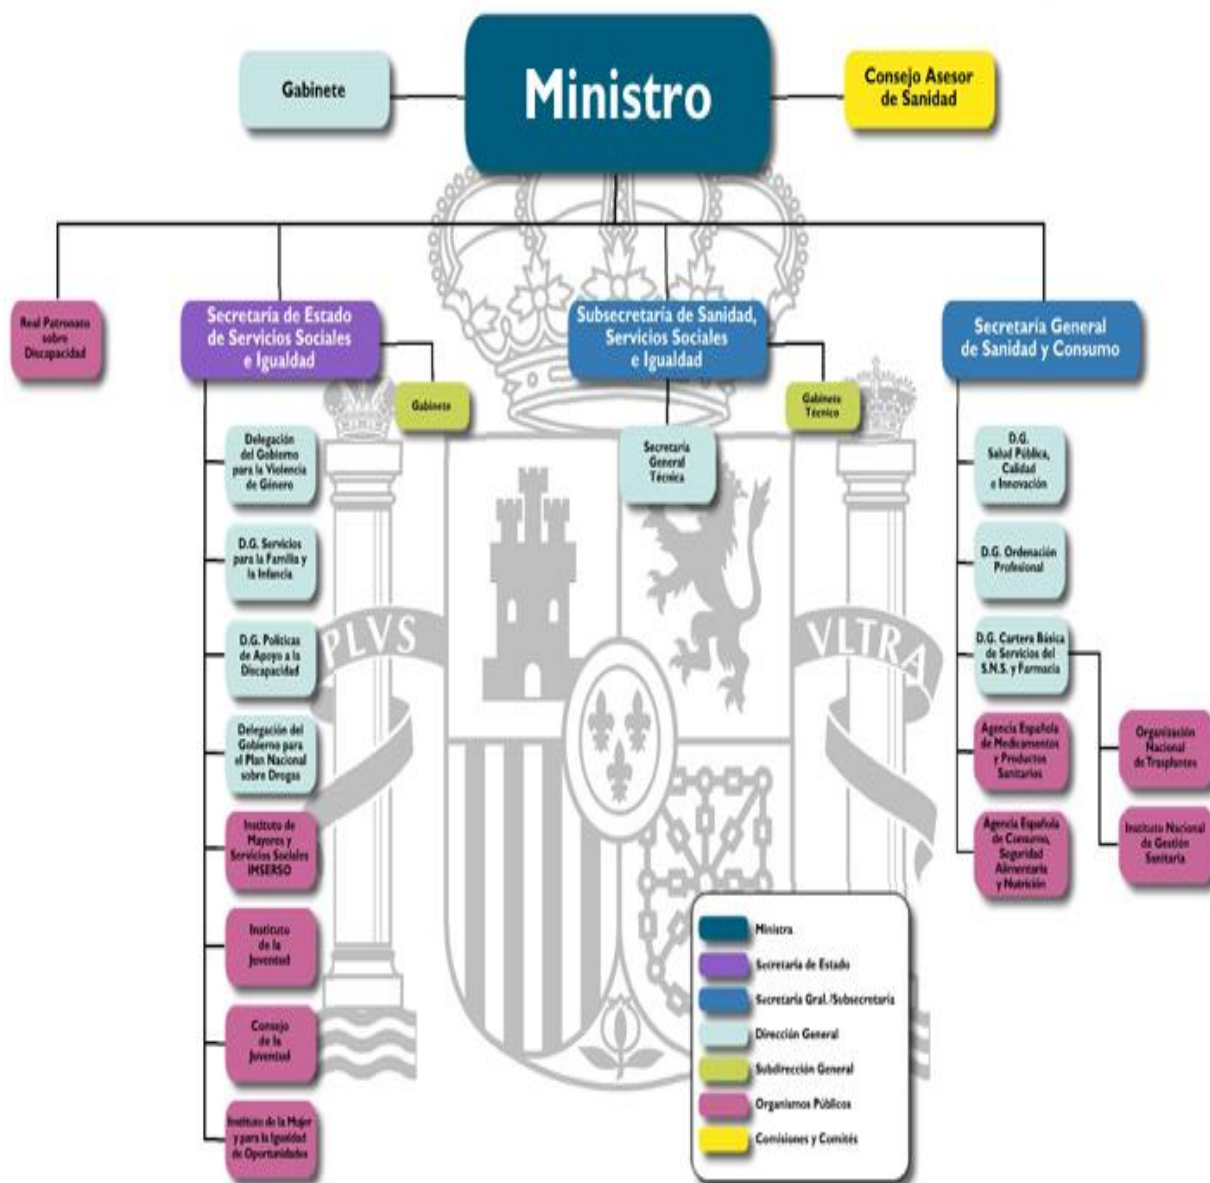 Gabinete
Ministro
Consejo Asesor
de Sanidad
Real Patronato
sobre
Discapacidad
Secretaría de Estado
de Servicios Sociales
e Igualdad
Gabinete
Subsecretaría de Sanidad,
Servicios Sociales
e Igualdad
Gabinete
Técnico
Secretaría General
de Sanidad y Consumo
Delegación
del Gobierno
para la Violencia
de Género
D.G. Servicios
para la Familia y
la Infancia
D.G. Políticas
de Apoyo a la
Discapacidad
Delegación del
Gobierno para
el Plan Nacional
sobre Drogas
Instituto de
Mayores y
Servicios Sociales
IMSERSO
Instituto
de la
Juventud
Consejo
de la
Juventud
Instituto de la Mujer
y para la Igualdad
de Oportunidades
Secretaría
General
Técnica
D.G.
Salud Pública,
Calidad
e Innovación
D.G. Ordenación
Profesional
D.G. Cartera Básica
de Servicios del
S.N.S. y Farmacia
Agencia Española
de Medicamentos
y Productos
Sanitarios
Agencia Española
de Consumo,
Seguridad
Alimentaria
y Nutrición
Organización
Nacional
de Trasplantes
Instituto Nacional
de Gestión
Sanitaria
PLVS
VLTRA
Ministra
Secretaría de Estado
Secretaría Gral./Subsecretaría
Dirección General
Subdirección General
Organismos Públicos
Comisiones y Comités